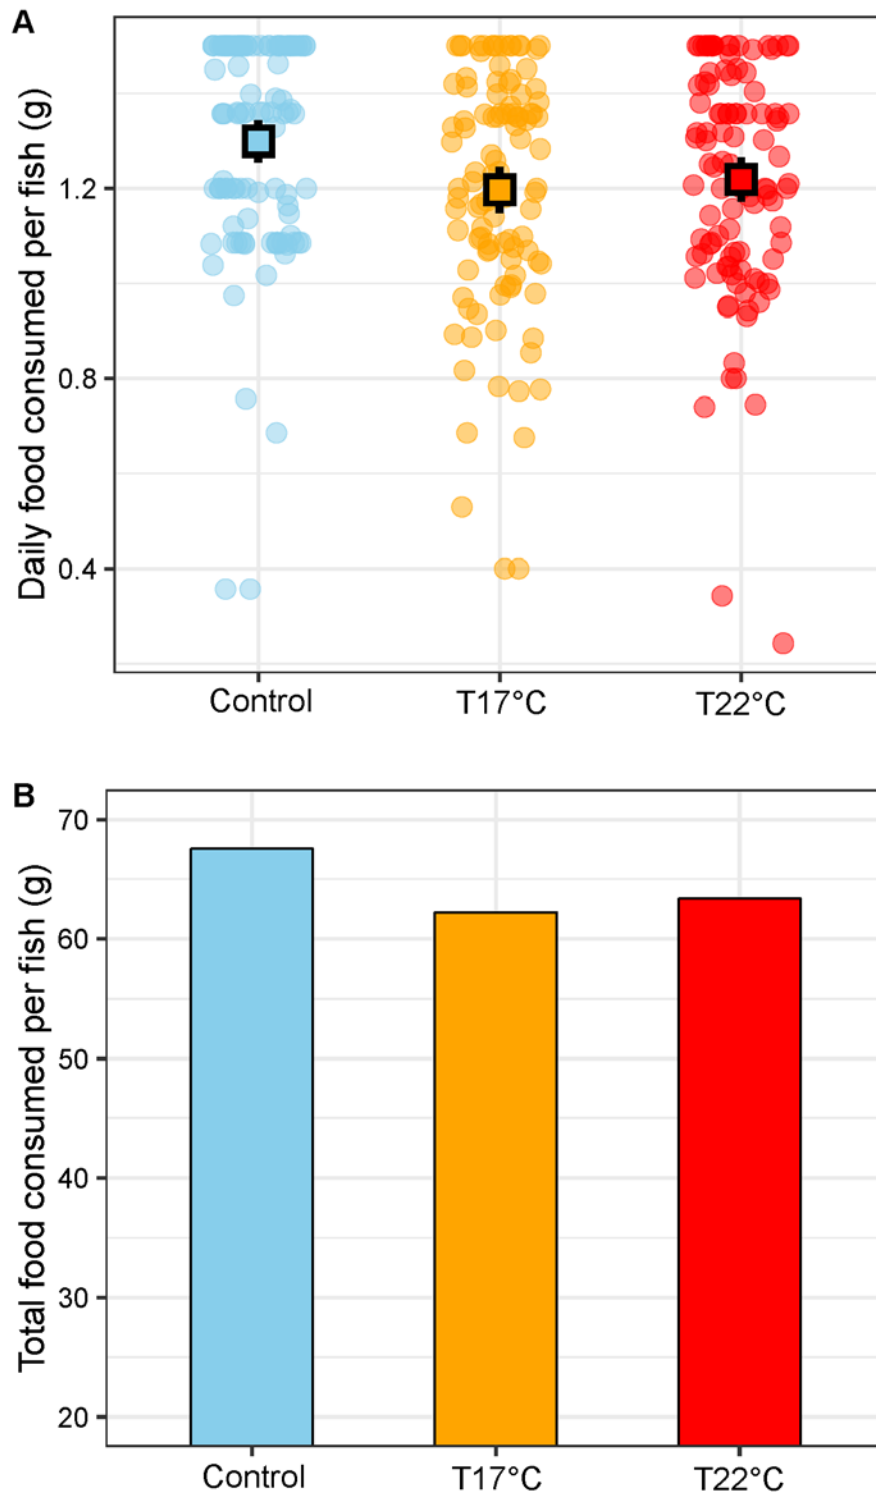 A
Daily food consumed per fish (g)
1.2
0.8
0.4
Control
T17°C
T22°C
B
Total food consumed per fish (g)
70
60
50
40
30
20
Control
T17°C
T22°C